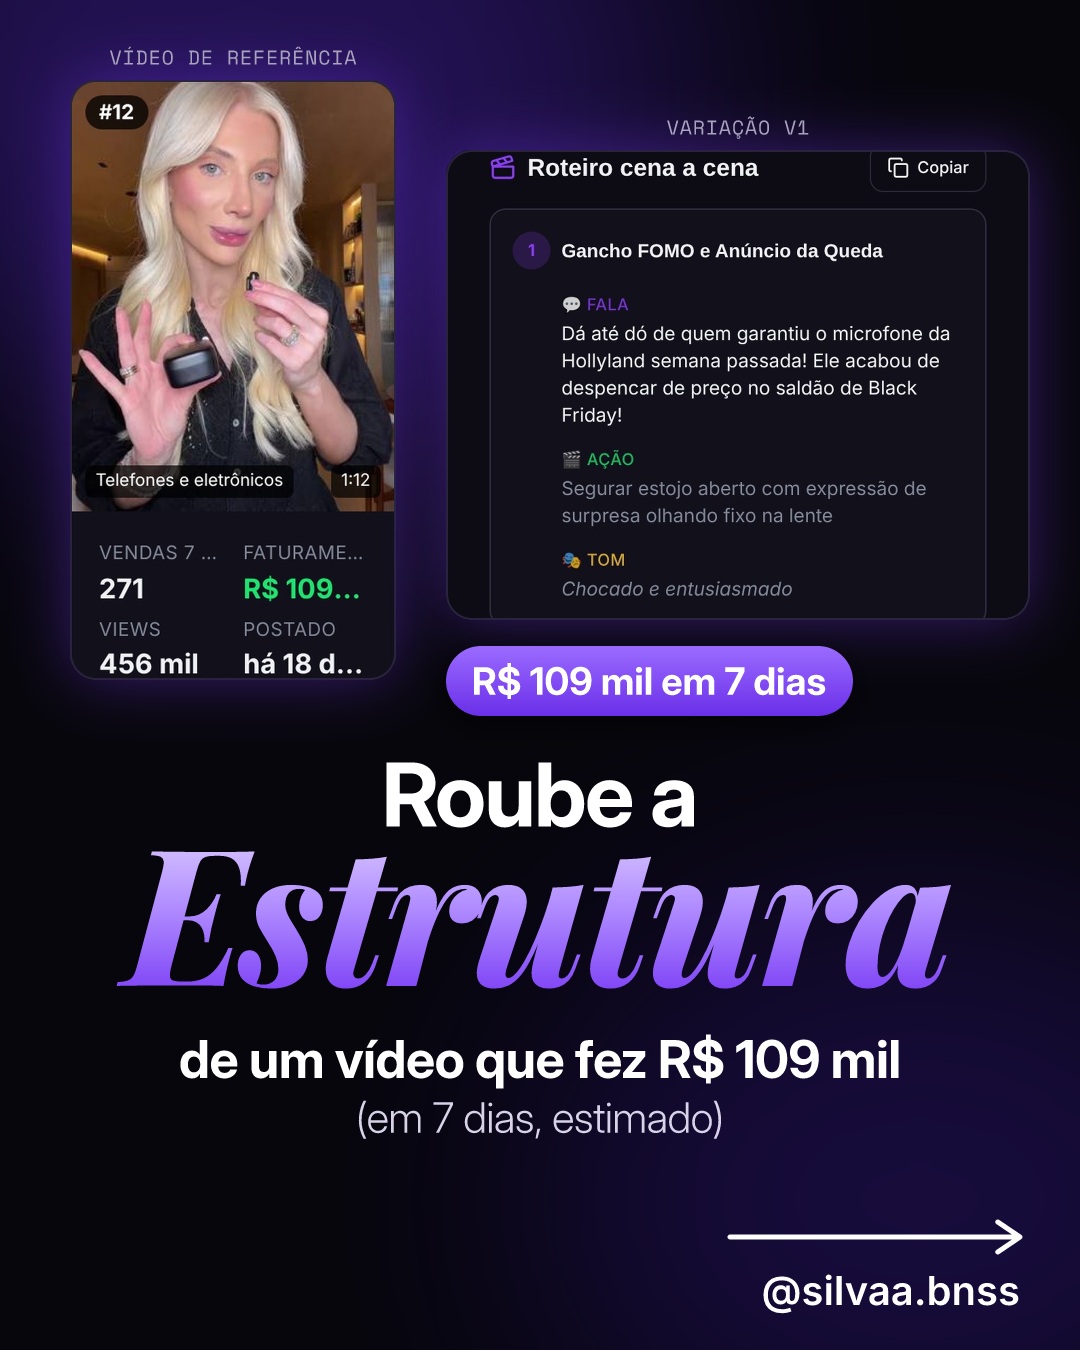 VÍDEO DE REFERÊNCIA
#12
Telefones e eletrônicos
1:12
VENDAS 7 ...
FATURAME...
271
R$ 109...
VIEWS
POSTADO
456 mil
há 18 d...
VARIAÇÃO V1
Roteiro cena a cena
Copiar
1
Gancho FOMO e Anúncio da Queda
💬 FALA
Dá até dó de quem garantiu o microfone da
Hollyland semana passada! Ele acabou de
despencar de preço no saldão de Black
Friday!
🎬 AÇÃO
Segurar estojo aberto com expressão de
surpresa olhando fixo na lente
🎭 TOM
Chocado e entusiasmado
R$ 109 mil em 7 dias
Roube a
Estrutura
de um vídeo que fez R$ 109 mil
(em 7 dias, estimado)
@silvaa.bnss